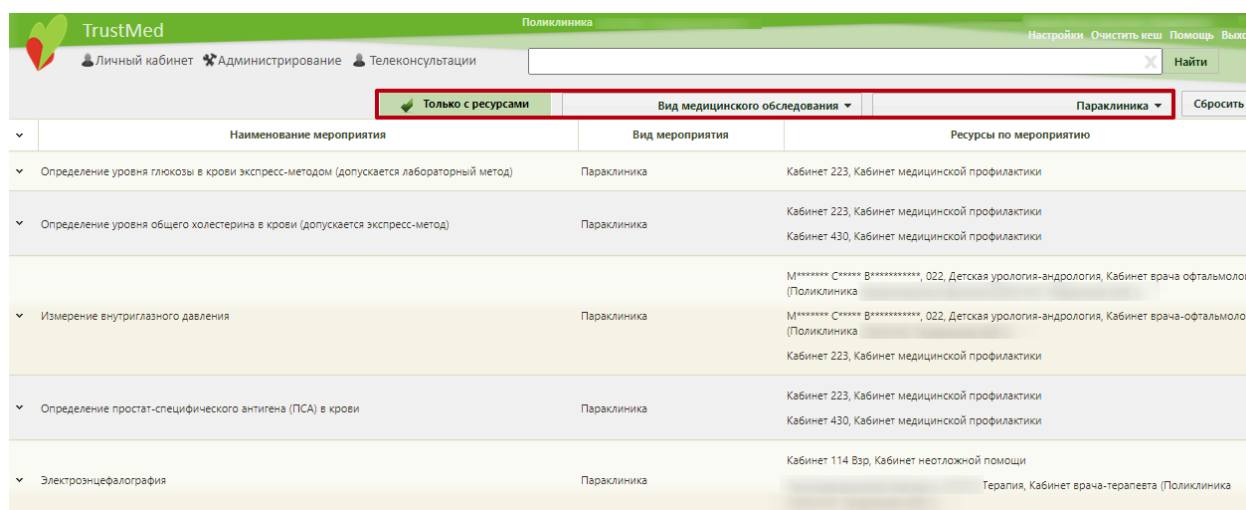 TrustMed
Поликлиника
Настройки Очистить кеш Помощь Выхо
Личный кабинет Администрирование Телеконсультации
X Найти
Только с ресурсами Вид медицинского обследования Параклиника Сбросить
Наименование мероприятия Вид мероприятия Ресурсы по мероприятию
Определение уровня глюкозы в крови экспресс-методом (допускается лабораторный метод) Параклиника Кабинет 223, Кабинет медицинской профилактики
Кабинет 223, Кабинет медицинской профилактики
Определение уровня общего холестерина в крови (допускается экспресс-метод) Параклиника
Кабинет 430, Кабинет медицинской профилактики
М******* С***** В***********, 022, Детская урология-андрология, Кабинет врача офтальмолог
(Поликлиника
Измерение внутриглазного давления Параклиника М******* С***** В***********, 022, Детская урология-андрология, Кабинет врача-офтальмоло
(Поликлиника
Кабинет 223, Кабинет медицинской профилактики
Кабинет 223, Кабинет медицинской профилактики
Определение простат-специфического антигена (ПСА) в крови Параклиника
Кабинет 430, Кабинет медицинской профилактики
Кабинет 114 Взр, Кабинет неотложной помощи
Электроэнцефалография Параклиника
Терапия, Кабинет врача-терапевта (Поликлиника